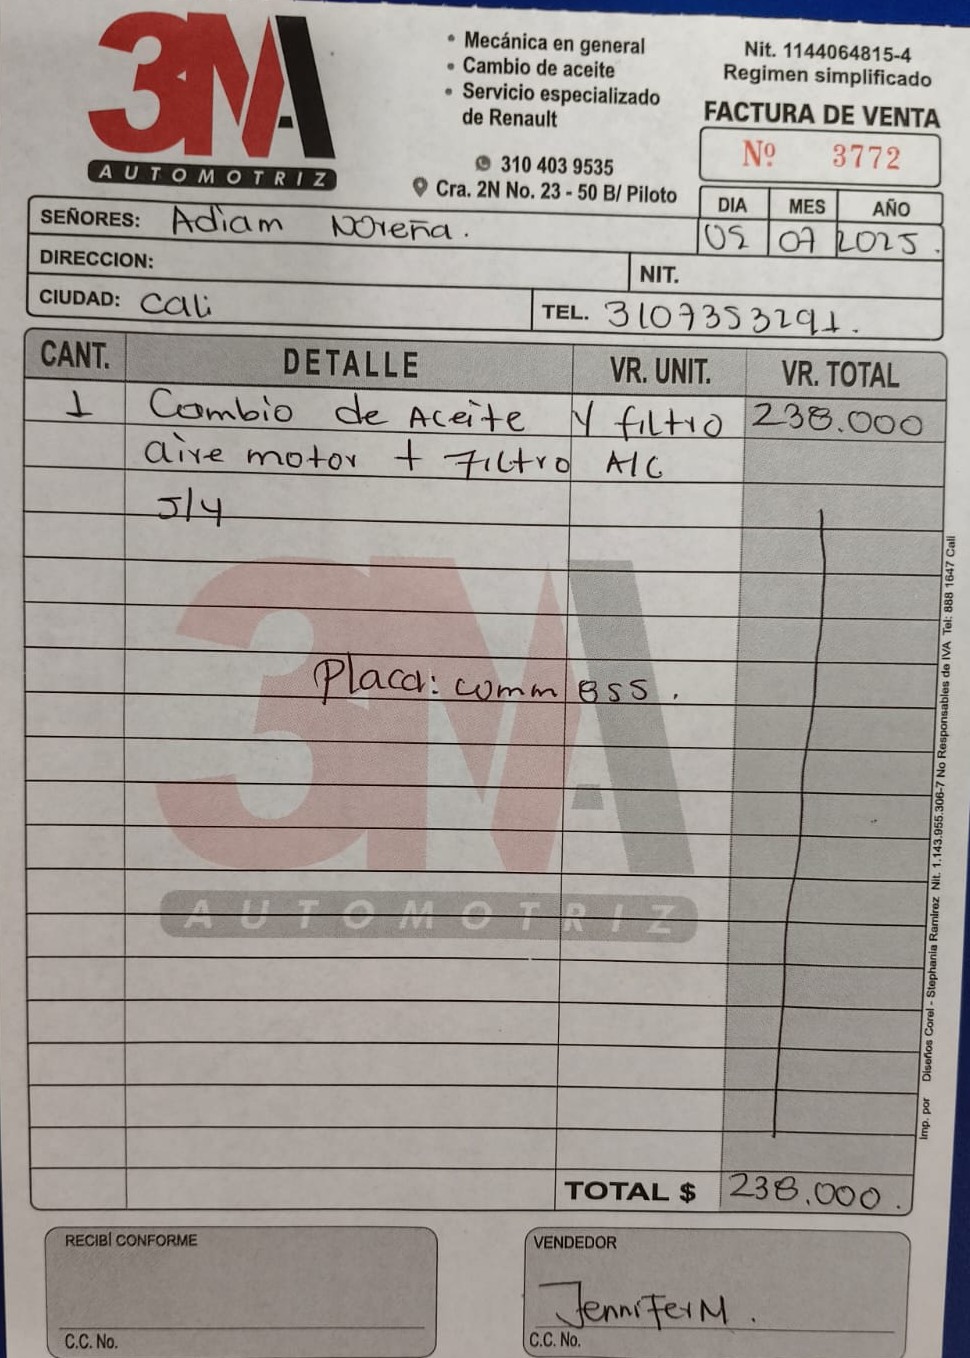 3MA
AUTOMOTRIZ
• Mecánica en general
• Cambio de aceite
• Servicio especializado
de Renault
310 403 9535
Cra. 2N No. 23 - 50 B/ Piloto
Nit. 1144064815-4
Regimen simplificado
FACTURA DE VENTA
Nº 3772
DIA MES AÑO
05 07 2025.
SEÑORES: Adiam Noreña.
DIRECCION:
NIT.
CIUDAD: Cali
TEL. 3107353291.
CANT. DETALLE VR. UNIT. VR. TOTAL
1 Cambio de Aceite y filtro 238.000
aire motor + Filtro A/C
J/4
Placa: 855.
3MA
AUTOMOTRIZ
TOTAL $ 238.000.
RECIBÍ CONFORME
C.C. No.
VENDEDOR
Jennifer M.
C.C. No.
Imp. por Diseños Corel - Stephania Ramirez Nit. 1.143.955.306-7 No Responsables de IVA Tel: 888 1647 Cali